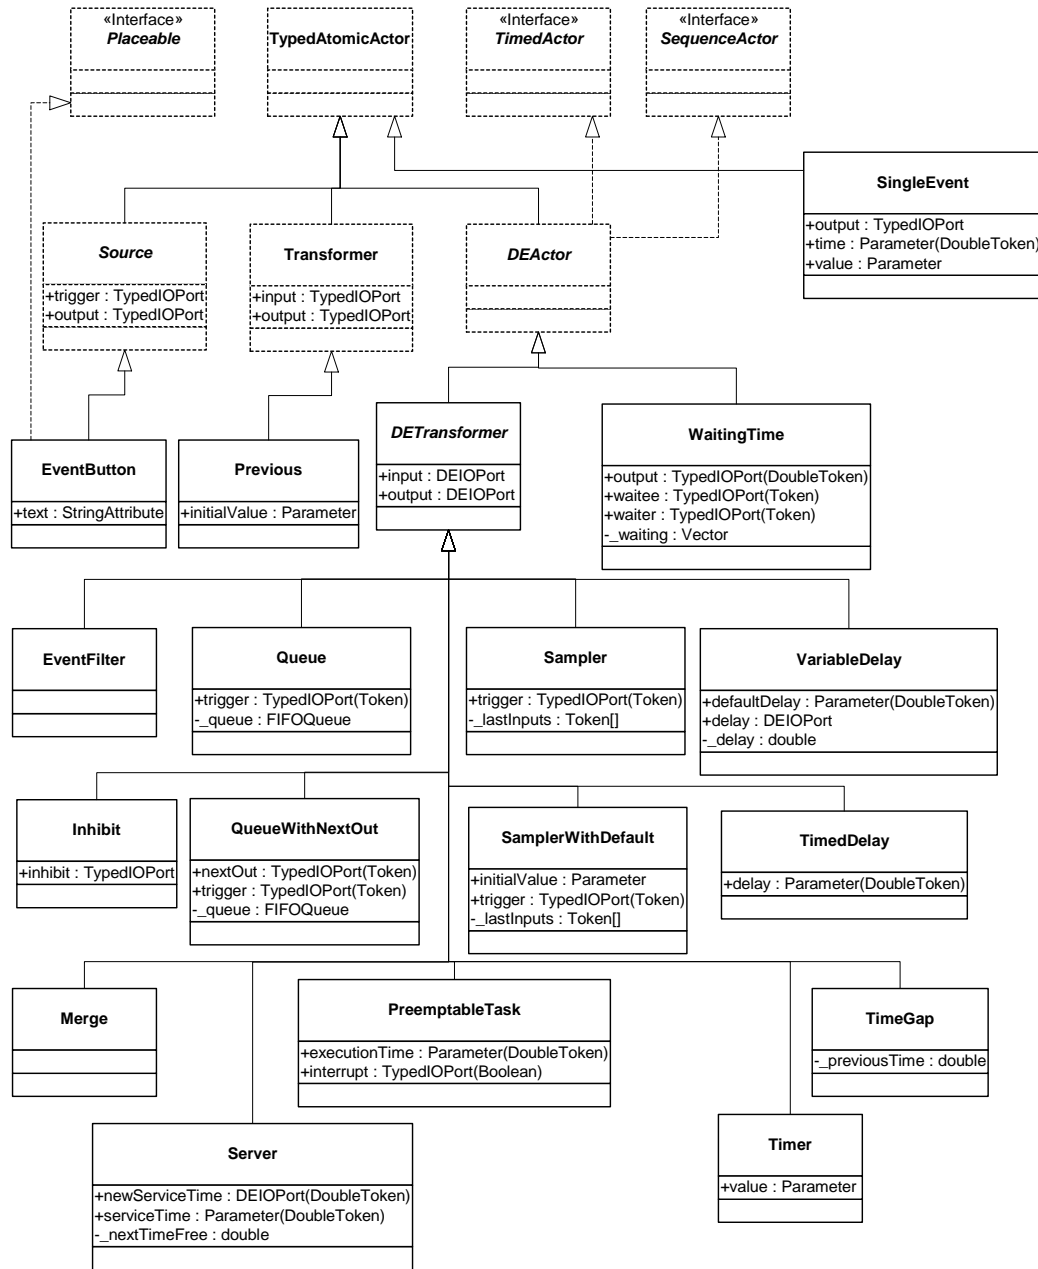 «Interface»
Placeable
TypedAtomicActor
«Interface»
TimedActor
«Interface»
SequenceActor
SingleEvent
+output : TypedIOPort
+time : Parameter(DoubleToken)
+value : Parameter
Source
+trigger : TypedIOPort
+output : TypedIOPort
Transformer
+input : TypedIOPort
+output : TypedIOPort
DEActor
EventButton
+text : StringAttribute
Previous
+initialValue : Parameter
DETransformer
+input : DEIOPort
+output : DEIOPort
WaitingTime
+output : TypedIOPort(DoubleToken)
+waitee : TypedIOPort(Token)
+waiter : TypedIOPort(Token)
-_waiting : Vector
EventFilter
Queue
+trigger : TypedIOPort(Token)
-_queue : FIFOQueue
Sampler
+trigger : TypedIOPort(Token)
-_lastInputs : Token[]
VariableDelay
+defaultDelay : Parameter(DoubleToken)
+delay : DEIOPort
-_delay : double
Inhibit
+inhibit : TypedIOPort
QueueWithNextOut
+nextOut : TypedIOPort(Token)
+trigger : TypedIOPort(Token)
-_queue : FIFOQueue
SamplerWithDefault
+initialValue : Parameter
+trigger : TypedIOPort(Token)
-_lastInputs : Token[]
TimedDelay
+delay : Parameter(DoubleToken)
Merge
PreemptableTask
+executionTime : Parameter(DoubleToken)
+interrupt : TypedIOPort(Boolean)
TimeGap
-_previousTime : double
Server
+newServiceTime : DEIOPort(DoubleToken)
+serviceTime : Parameter(DoubleToken)
-_nextTimeFree : double
Timer
+value : Parameter